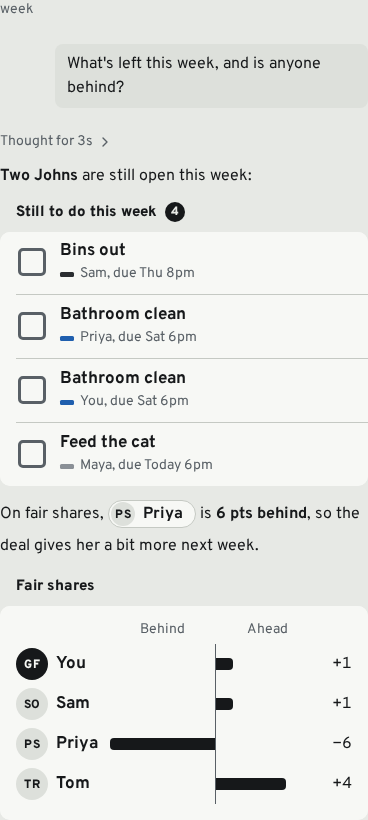 week
What's left this week, and is anyone
behind?
Thought for 3s
Two Johns are still open this week:
Still to do this week 4
Bins out
Sam, due Thu 8pm
Bathroom clean
Priya, due Sat 6pm
Bathroom clean
You, due Sat 6pm
Feed the cat
Maya, due Today 6pm
On fair shares, PS Priya is 6 pts behind, so the
deal gives her a bit more next week.
Fair shares
Behind Ahead
GF You +1
SO Sam +1
PS Priya −6
TR Tom +4